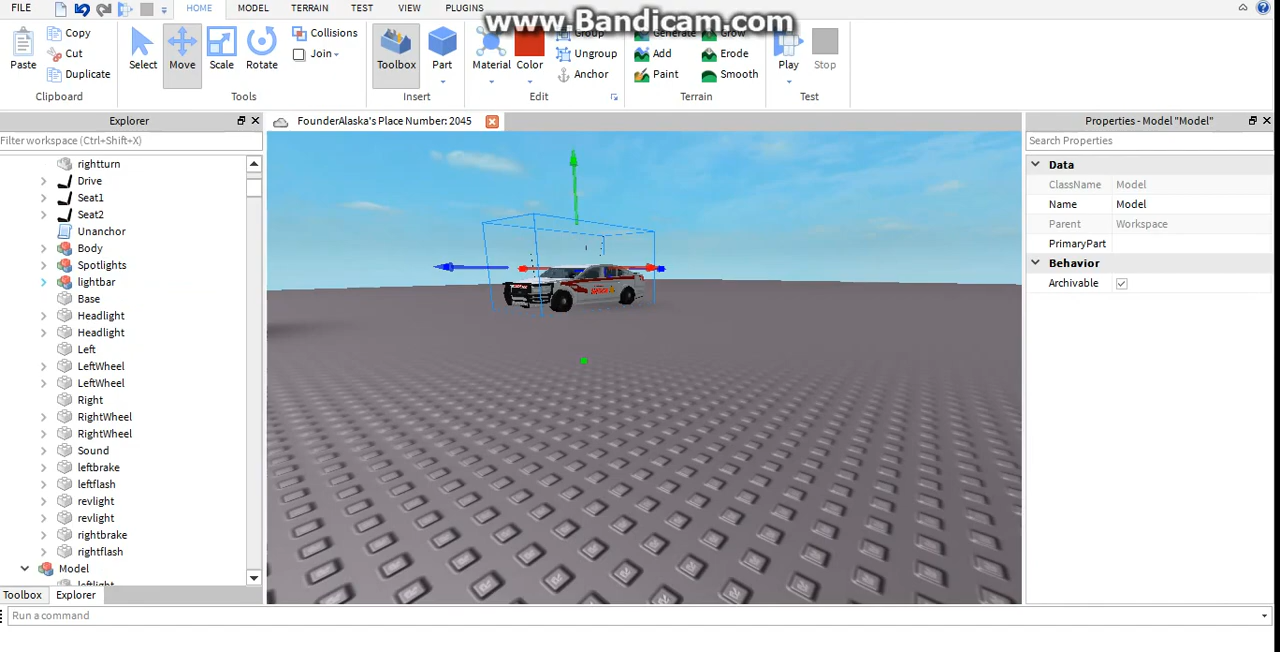 FILE HOME MODEL TERRAIN TEST VIEW PLUGINS
www.Bandicam.com
Copy Collisions Group Generate Grow
Cut Join Ungroup Add Erode
Paste Duplicate Select Move Scale Rotate Toolbox Part Material Color Anchor Paint Smooth Play Stop
Clipboard Tools Insert Edit Terrain Test
Explorer FounderAlaska's Place Number: 2045 Properties - Model "Model"
Filter workspace (Ctrl+Shift+X) Search Properties
rightturn Data
Drive ClassName Model
Seat1 Name Model
Seat2 Parent Workspace
Unanchor PrimaryPart
Body Behavior
Spotlights
lightbar Archivable
Base
Headlight
Headlight
Left
LeftWheel
LeftWheel
Right
RightWheel
RightWheel
Sound
leftbrake
leftflash
revlight
revlight
rightbrake
rightflash
Model
leftlight
Toolbox Explorer
Run a command